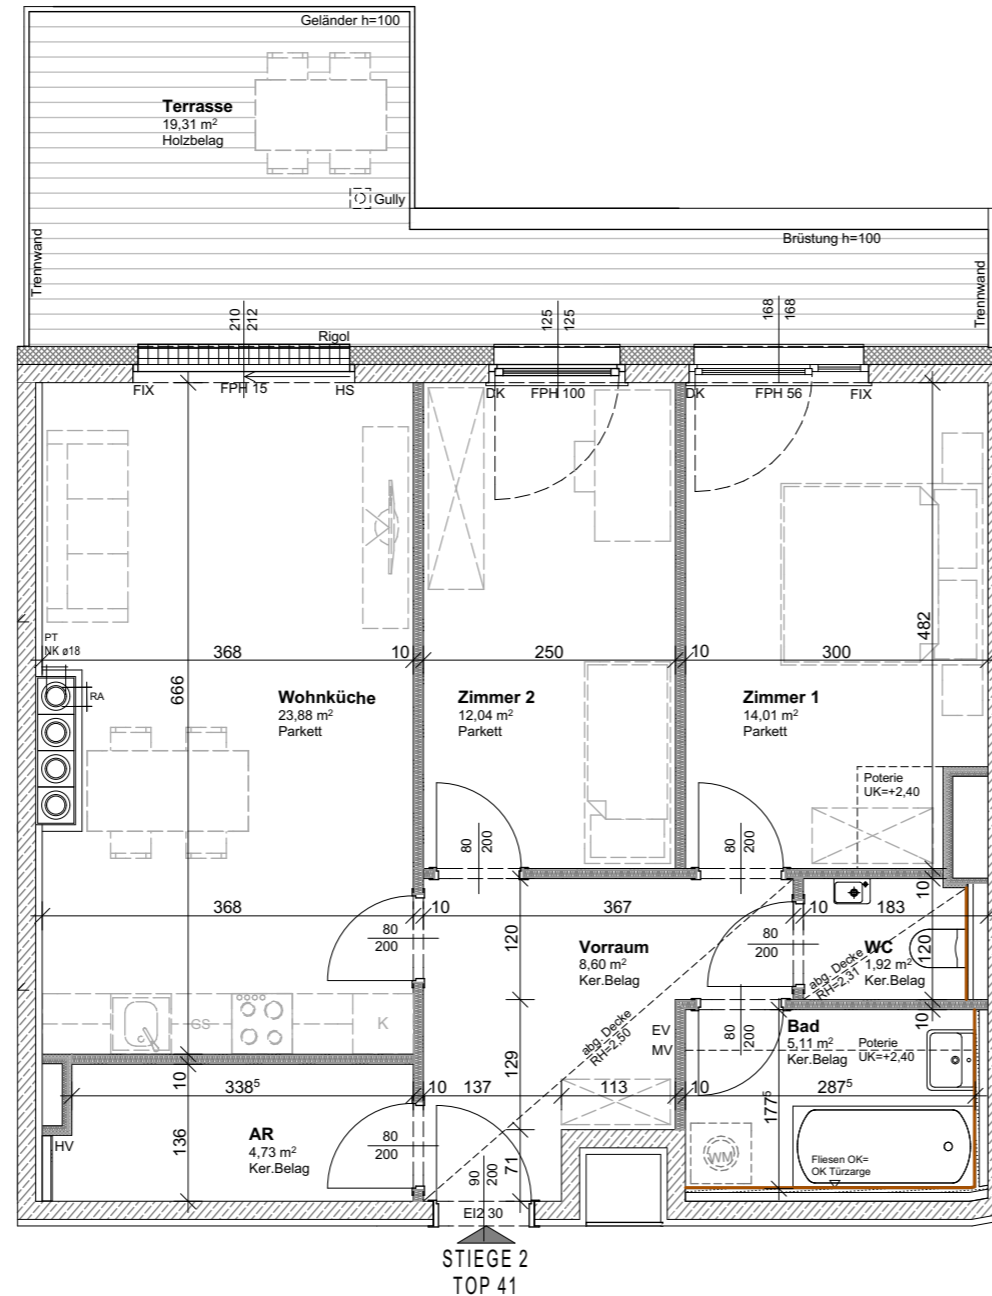 Geländer h=100
Terrasse
19,31 m²
Holzbelag
Gully
Trennwand
Brüstung h=100
Trennwand
210
212
125
125
168
168
Rigol
FIX
FPH 15
HS
DK
FPH 100
DK
FPH 56
FIX
482
PT
NK ø18
368
10
250
10
300
RA
666
Wohnküche
23,88 m²
Parkett
Zimmer 2
12,04 m²
Parkett
Zimmer 1
14,01 m²
Parkett
Poterie
UK=+2,40
80
200
80
200
10
368
10
367
10
183
80
200
120
Vorraum
8,60 m²
Ker.Belag
80
200
WC
1,92 m²
Ker.Belag
120
abg. Decke
RH=2,31
GS
K
abg. Decke
RH=2,50
EV
MV
80
200
10
Bad
5,11 m²
Ker.Belag
Poterie
UK=+2,40
10
338⁵
10
137
129
113
10
287⁵
177⁵
HV
136
AR
4,73 m²
Ker.Belag
80
200
90
200
71
WM
Fliesen OK=
OK Türzarge
EI2 30
STIEGE 2
TOP 41